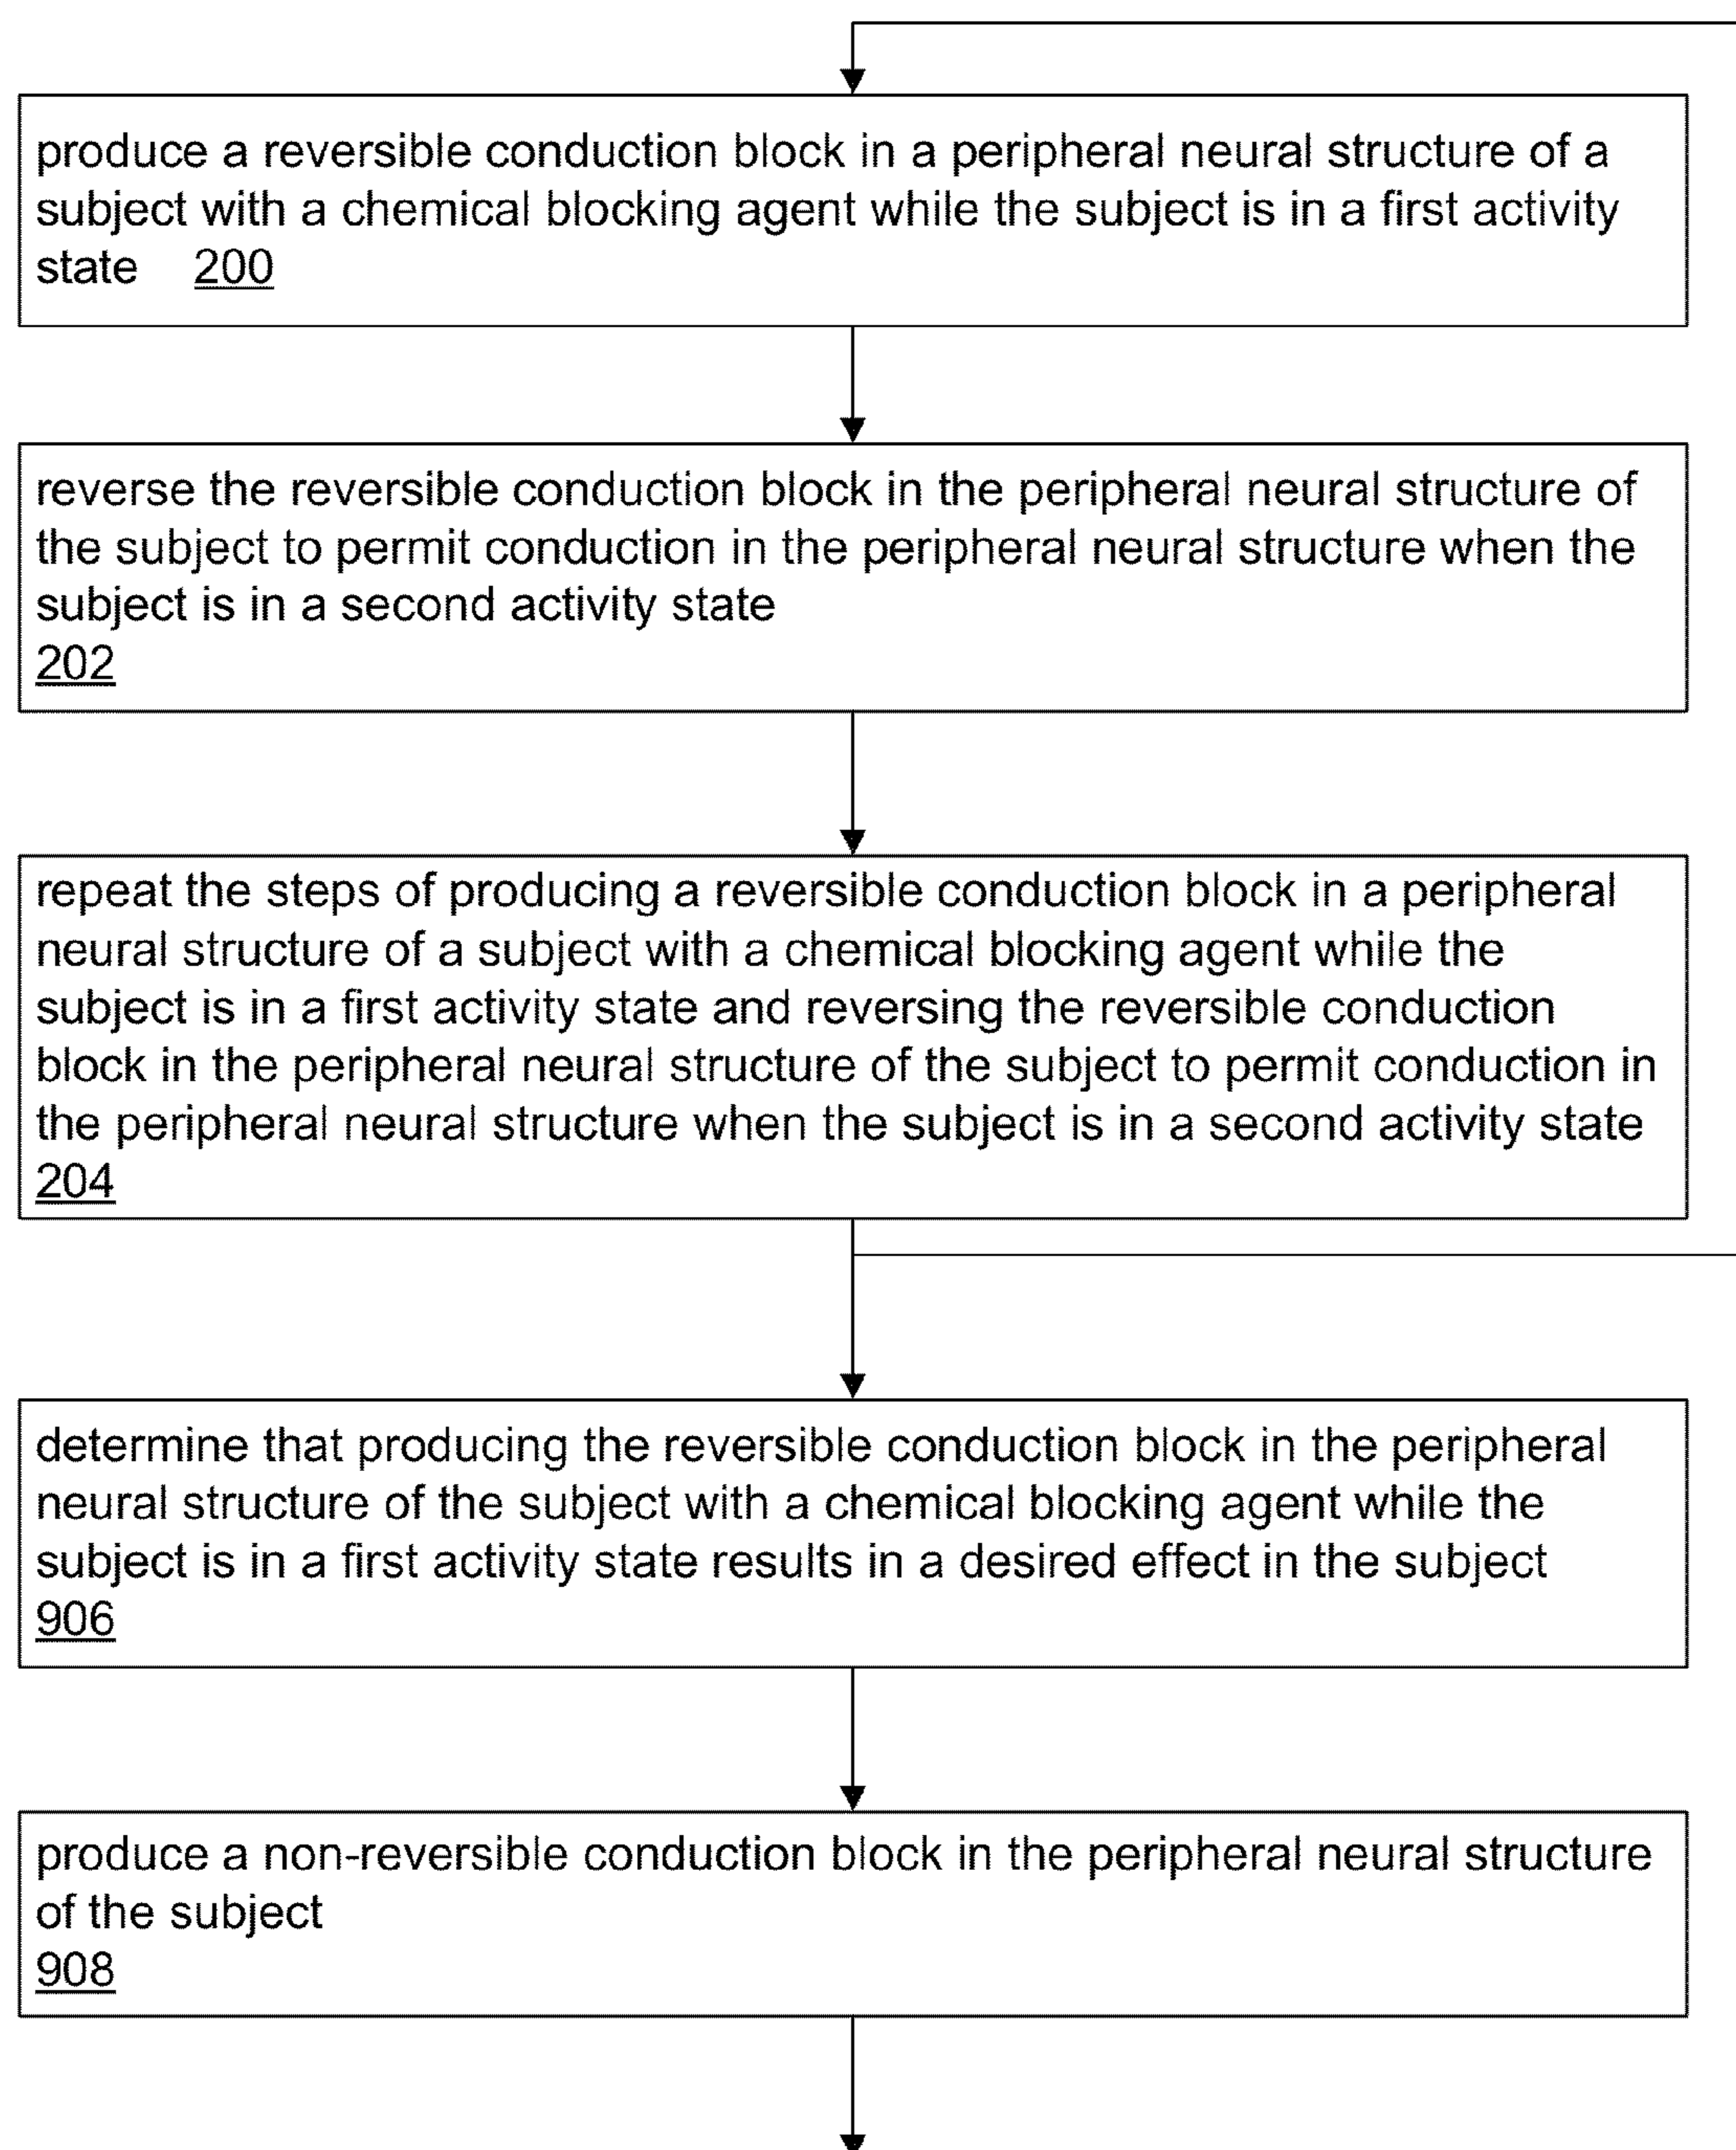 produce a reversible conduction block in a peripheral neural structure of a
subject with a chemical blocking agent while the subject is in a first activity
state 200
reverse the reversible conduction block in the peripheral neural structure of
the subject to permit conduction in the peripheral neural structure when the
subject is in a second activity state
202
repeat the steps of producing a reversible conduction block in a peripheral
neural structure of a subject with a chemical blocking agent while the
subject is in a first activity state and reversing the reversible conduction
block in the peripheral neural structure of the subject to permit conduction in
the peripheral neural structure when the subject is in a second activity state
204
determine that producing the reversible conduction block in the peripheral
neural structure of the subject with a chemical blocking agent while the
subject is in a first activity state results in a desired effect in the subject
906
produce a non-reversible conduction block in the peripheral neural structure
of the subject
908